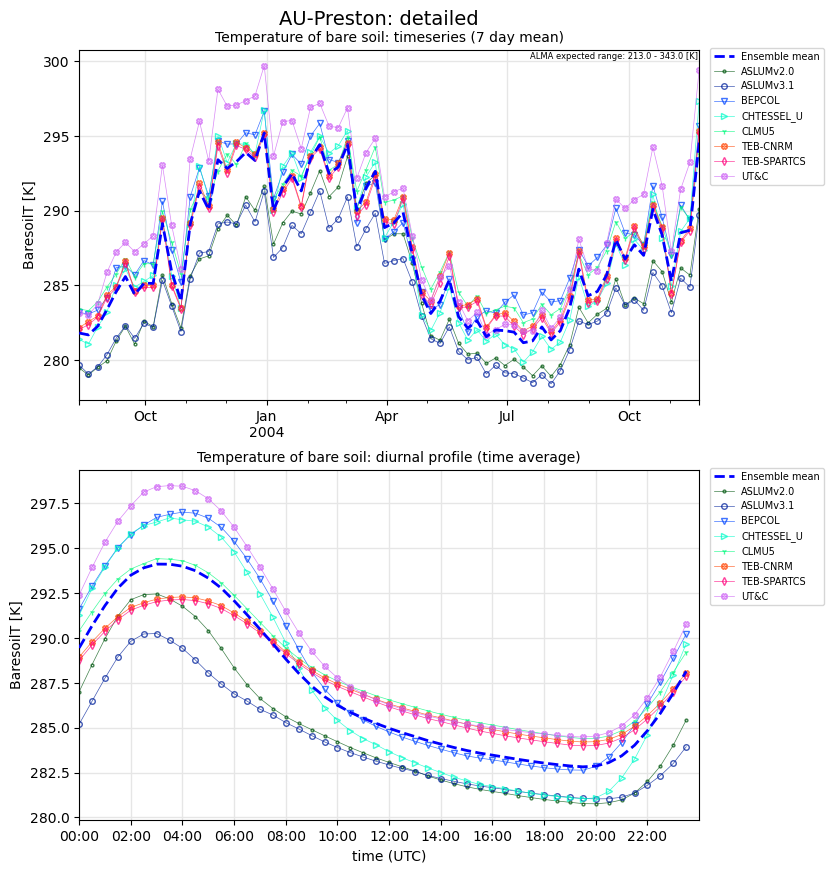 AU-Preston: detailed
Temperature of bare soil: timeseries (7 day mean)
ALMA expected range: 213.0 - 343.0 [K]
BaresoilT [K]
300
295
290
285
280
Oct
Jan
2004
Apr
Jul
Oct
Ensemble mean
ASLUMv2.0
ASLUMv3.1
BEPCOL
CHTESSEL_U
CLMU5
TEB-CNRM
TEB-SPARTCS
UT&C
Temperature of bare soil: diurnal profile (time average)
BaresoilT [K]
297.5
295.0
292.5
290.0
287.5
285.0
282.5
280.0
00:00 02:00 04:00 06:00 08:00 10:00 12:00 14:00 16:00 18:00 20:00 22:00
time (UTC)
Ensemble mean
ASLUMv2.0
ASLUMv3.1
BEPCOL
CHTESSEL_U
CLMU5
TEB-CNRM
TEB-SPARTCS
UT&C